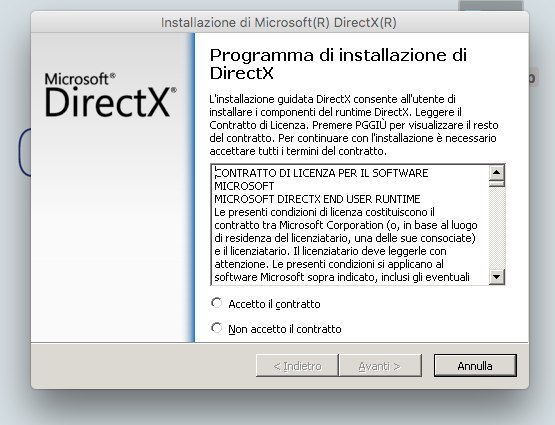 Installazione di Microsoft(R) DirectX(R)
Microsoft®
DirectX®
Programma di installazione di
DirectX
L'installazione guidata DirectX consente all'utente di
installare i componenti del runtime DirectX. Leggere il
Contratto di Licenza. Premere PGGIÙ per visualizzare il resto
del contratto. Per continuare con l'installazione è necessario
accettare tutti i termini del contratto.
CONTRATTO DI LICENZA PER IL SOFTWARE
MICROSOFT
MICROSOFT DIRECTX END USER RUNTIME
Le presenti condizioni di licenza costituiscono il
contratto tra Microsoft Corporation (o, in base al luogo
di residenza del licenziatario, una delle sue consociate)
e il licenziatario. Il licenziatario deve leggerle con
attenzione. Le presenti condizioni si applicano al
software Microsoft sopra indicato, inclusi gli eventuali
Accetto il contratto
Non accetto il contratto
< Indietro
Avanti >
Annulla